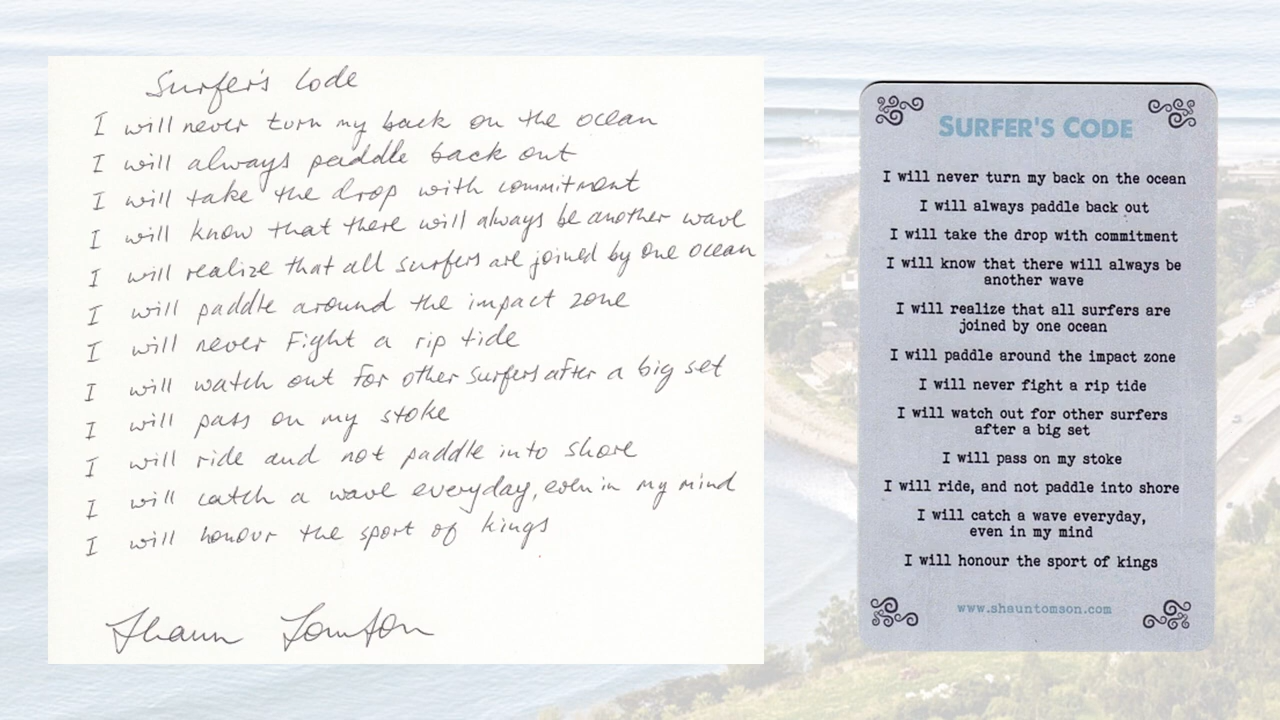 Surfer's Code
I will never turn my back on the ocean
I will always paddle back out
I will take the drop with commitment
I will know that there will always be another wave
I will realize that all surfers are joined by one ocean
I will paddle around the impact zone
I will never Fight a rip tide
I will watch out for other surfers after a big set
I will pass on my stoke
I will ride and not paddle into shore
I will catch a wave everyday, even in my mind
I will honour the sport of kings
Shaun Tomson
SURFER'S CODE
I will never turn my back on the ocean
I will always paddle back out
I will take the drop with commitment
I will know that there will always be
another wave
I will realize that all surfers are
joined by one ocean
I will paddle around the impact zone
I will never fight a rip tide
I will watch out for other surfers
after a big set
I will pass on my stoke
I will ride, and not paddle into shore
I will catch a wave everyday,
even in my mind
I will honour the sport of kings
www.shauntomson.com